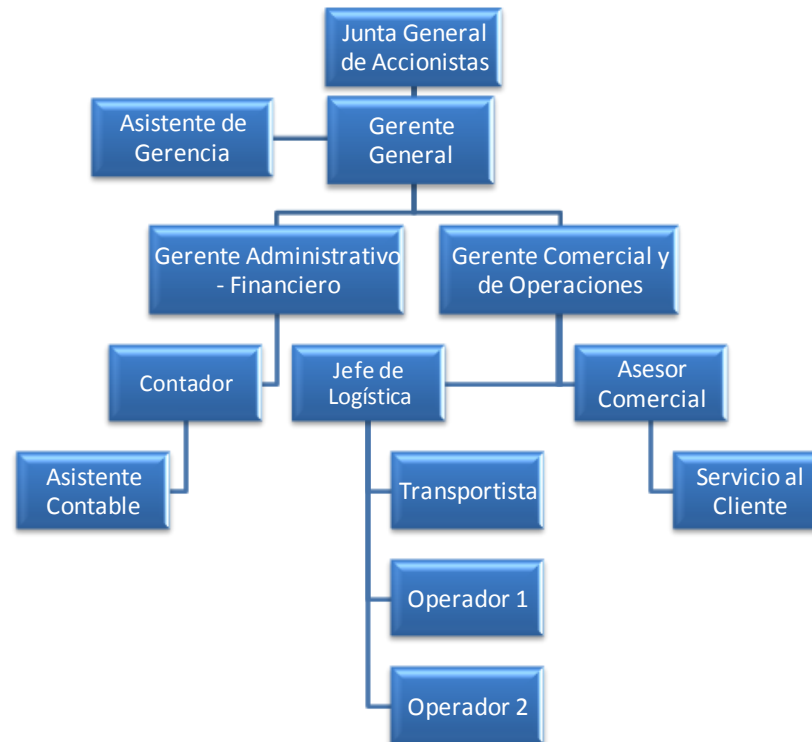 Junta General
de Accionistas
Asistente de
Gerencia
Gerente
General
Gerente Administrativo
- Financiero
Gerente Comercial y
de Operaciones
Contador
Jefe de
Logística
Asesor
Comercial
Asistente
Contable
Transportista
Servicio al
Cliente
Operador 1
Operador 2